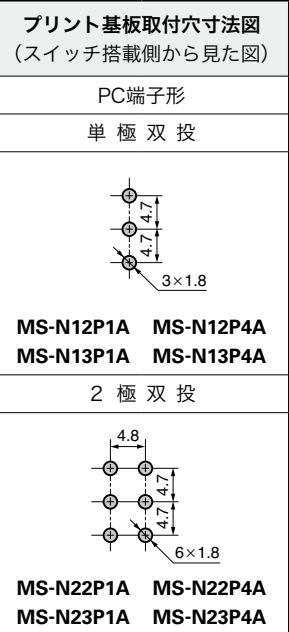 プリント基板取付穴寸法図
（スイッチ搭載側から見た図）
PC端子形
単 極 双 投
4.7
4.7
3×1.8
MS-N12P1A MS-N12P4A
MS-N13P1A MS-N13P4A
2 極 双 投
4.8
4.7
4.7
6×1.8
MS-N22P1A MS-N22P4A
MS-N23P1A MS-N23P4A